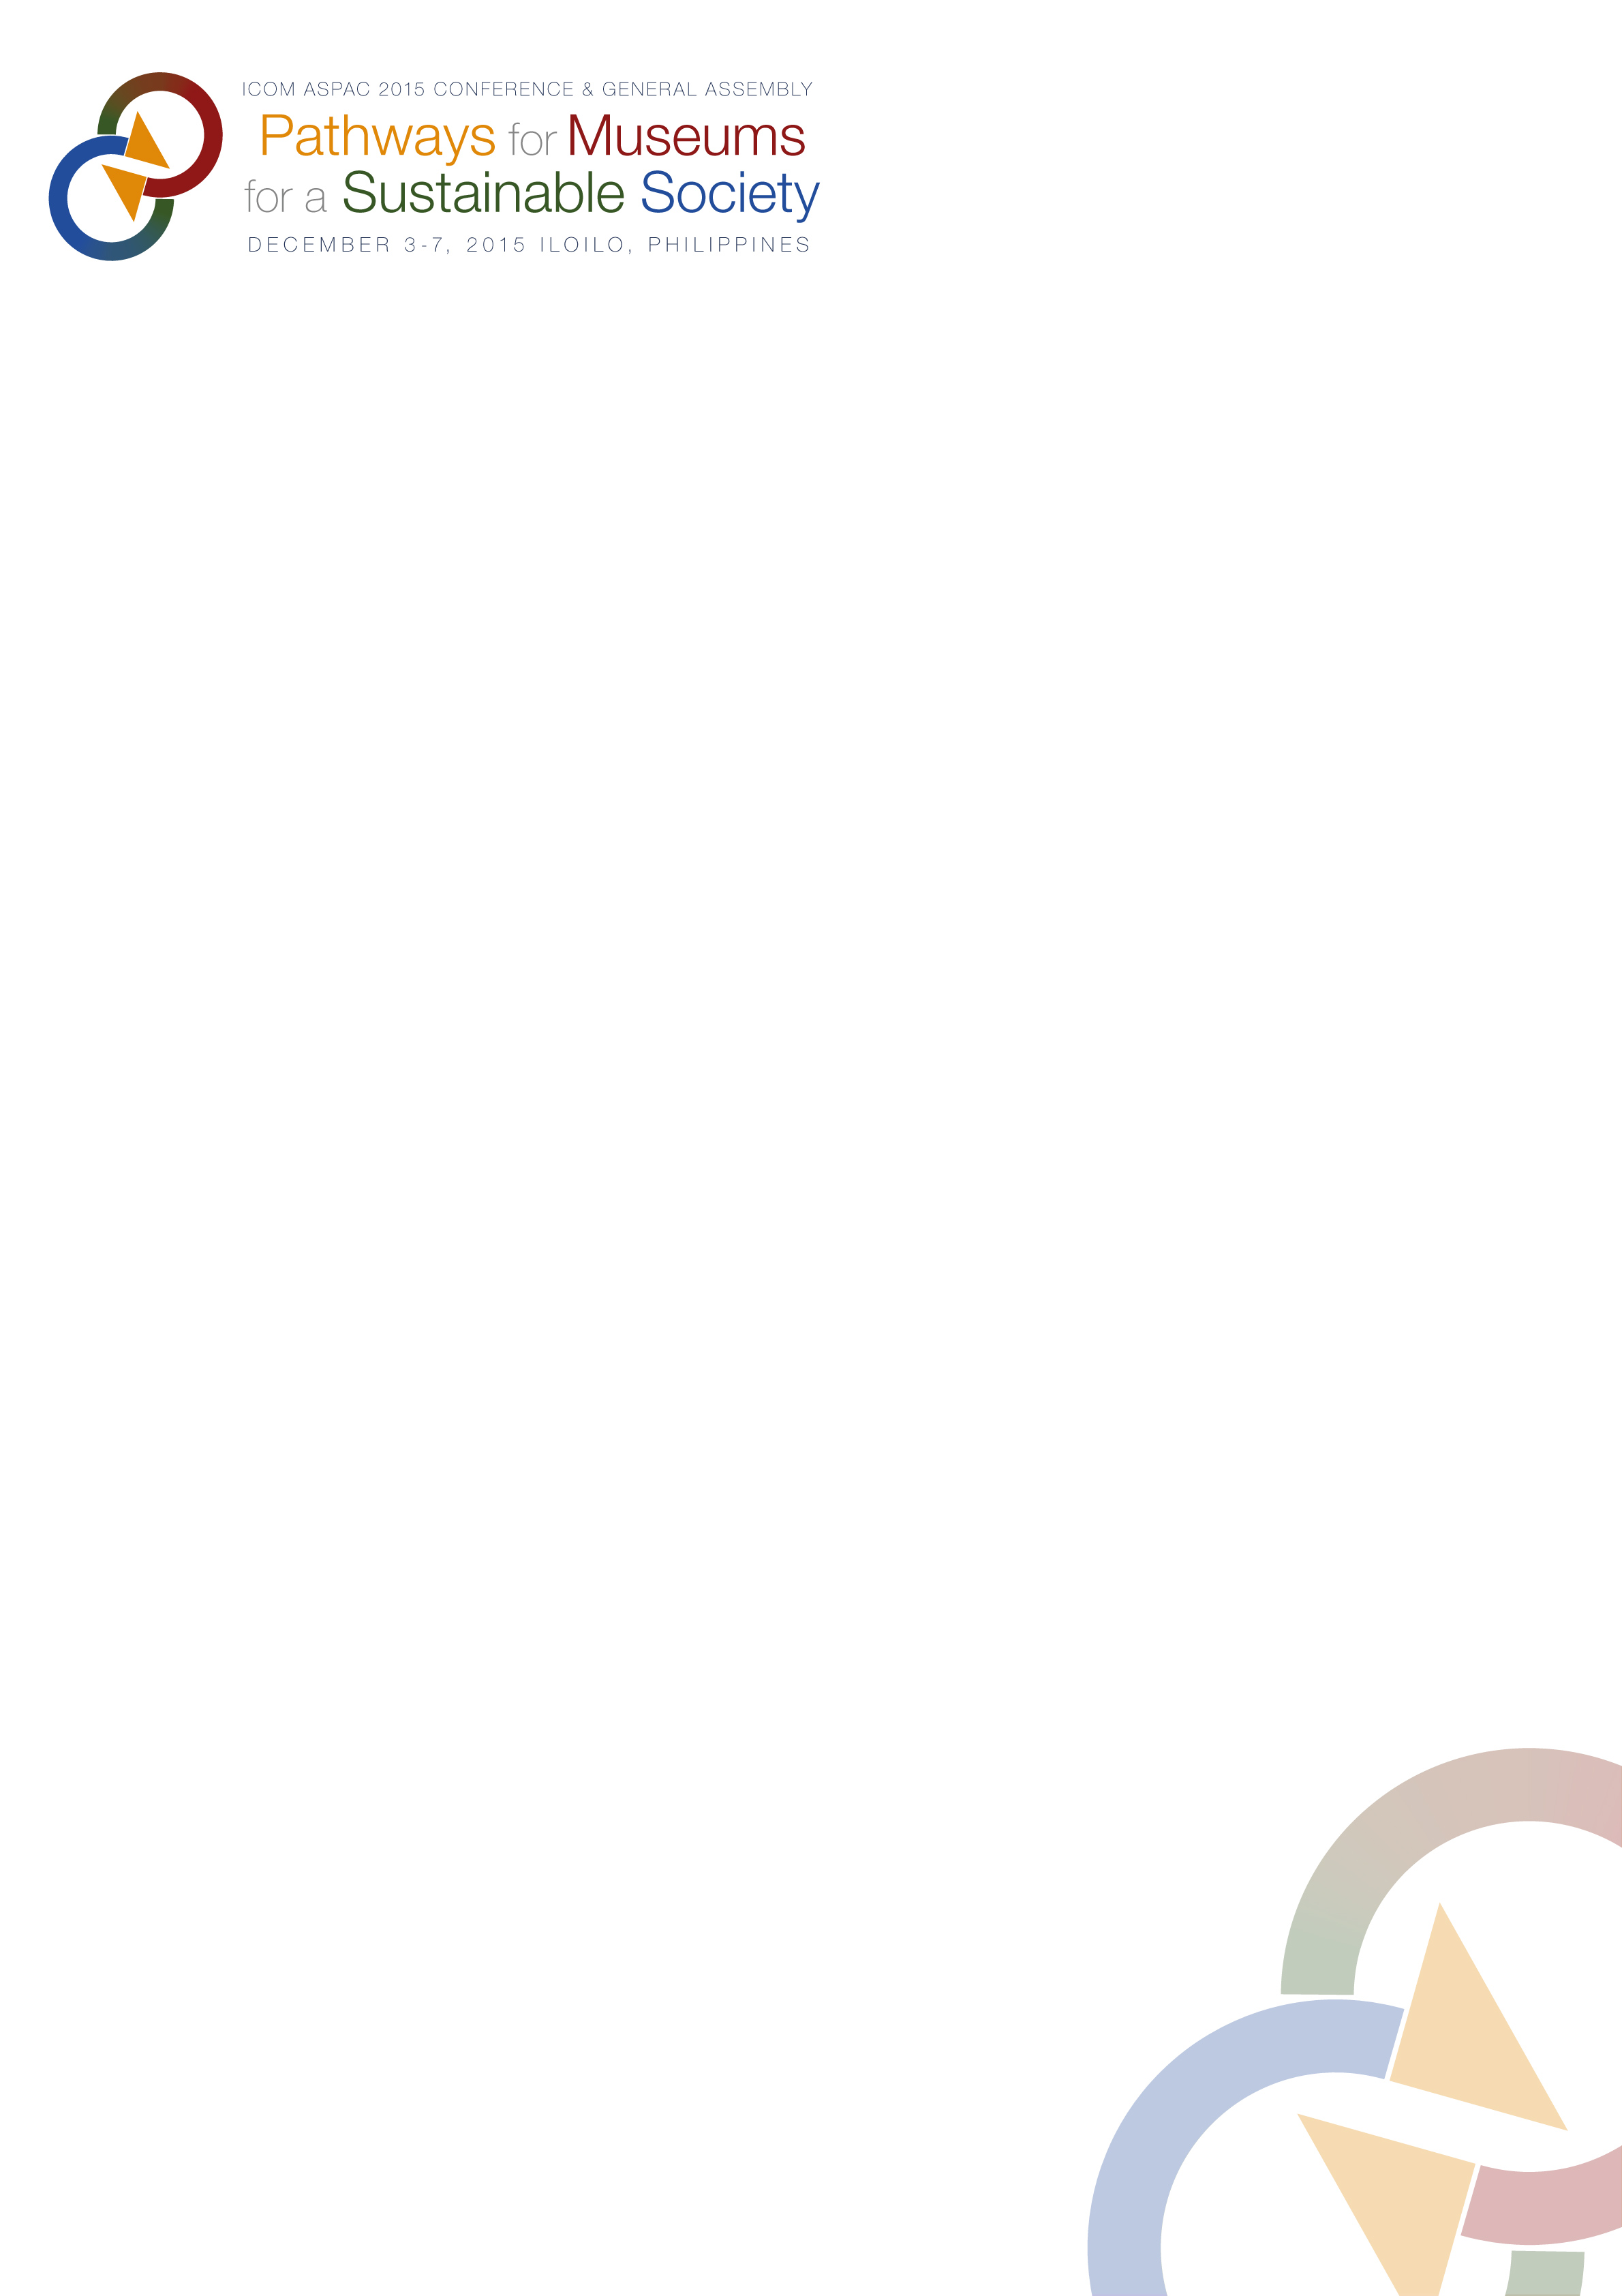 ICOM ASPAC 2015 CONFERENCE & GENERAL ASSEMBLY
Pathways for Museums
for a Sustainable Society
DECEMBER 3-7, 2015 ILOILO, PHILIPPINES